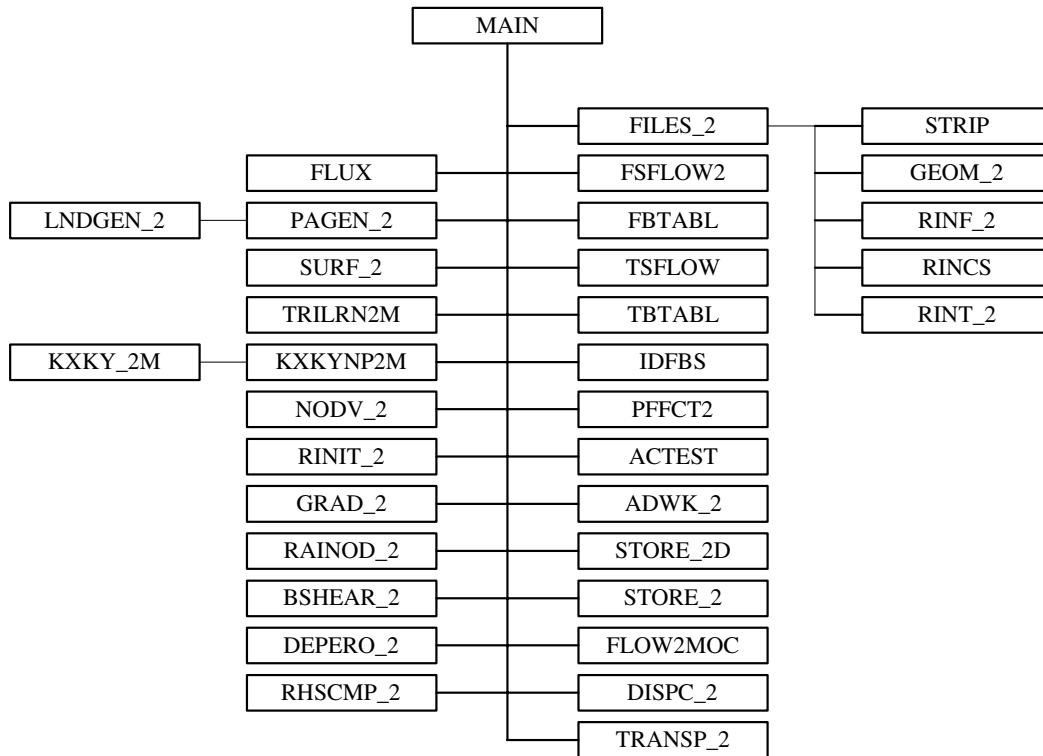 MAIN
FILES_2
STRIP
FLUX
FSFLOW2
GEOM_2
LNDGEN_2
PAGEN_2
FBTABL
RINF_2
SURF_2
TSFLOW
RINCS
TRILRN2M
TBTABL
RINT_2
KXKY_2M
KXKYNP2M
IDFBS
NODV_2
PFFCT2
RINIT_2
ACTEST
GRAD_2
ADWK_2
RAINOD_2
STORE_2D
BSHEAR_2
STORE_2
DEPERO_2
FLOW2MOC
RHSCMP_2
DISPC_2
TRANSP_2